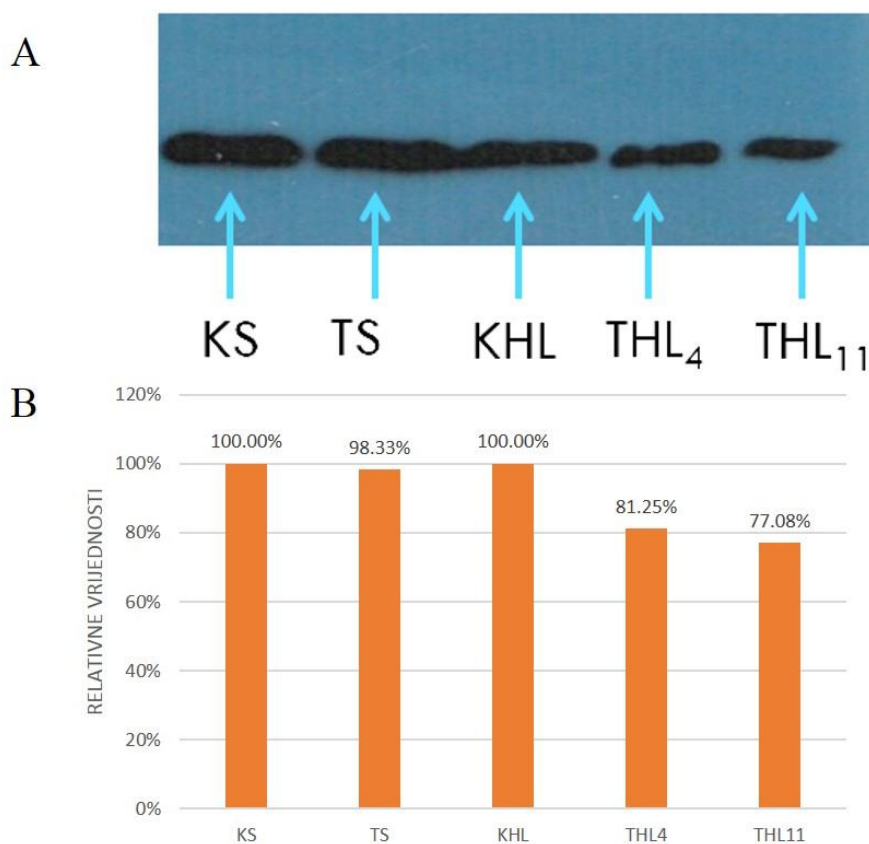 A
KS TS KHL THL₄ THL₁₁
B
120%
100%
80%
60%
40%
20%
0%
RELATIVNE VRIJEDNOSTI
100.00% 98.33% 100.00% 81.25% 77.08%
KS TS KHL THL4 THL11